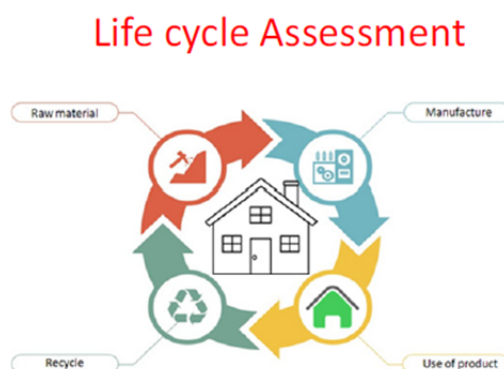 Life cycle Assessment
Raw material
Manufacture
Recycle
Use of product